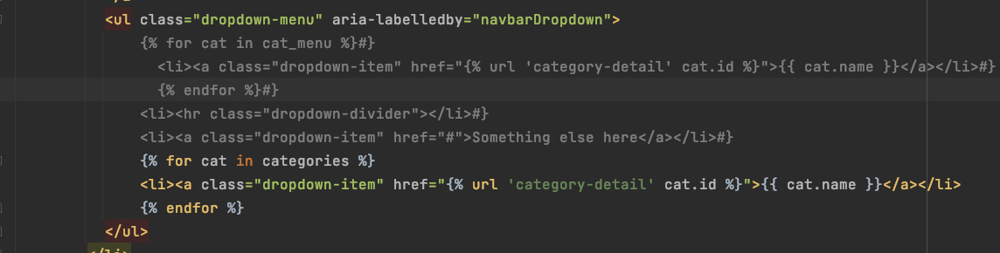 <ul class="dropdown-menu" aria-labelledby="navbarDropdown">
{% for cat in cat_menu %}#}
<li><a class="dropdown-item" href="{% url 'category-detail' cat.id %}">{{ cat.name }}</a></li>#}
{% endfor %}#}
<li><hr class="dropdown-divider"></li>#}
<li><a class="dropdown-item" href="#">Something else here</a></li>#}
{% for cat in categories %}
<li><a class="dropdown-item" href="{% url 'category-detail' cat.id %}">{{ cat.name }}</a></li>
{% endfor %}
</ul>
</li>